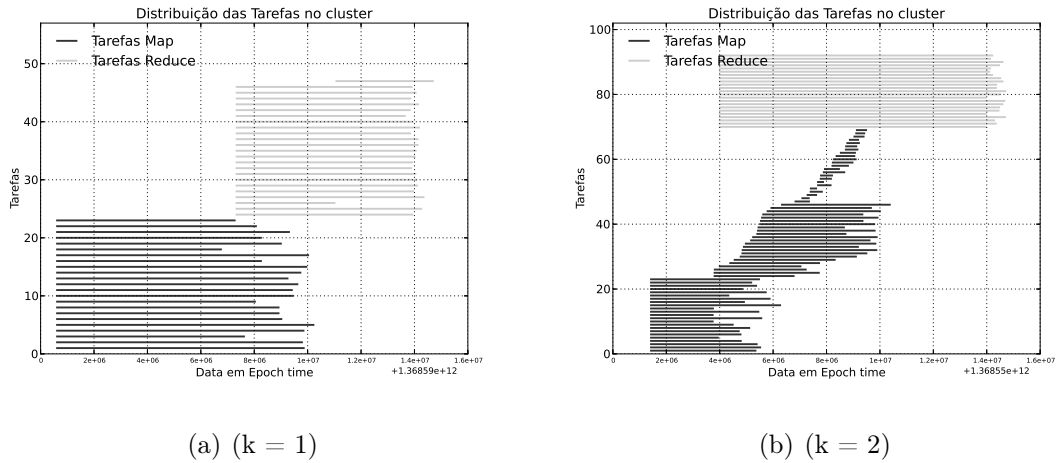 Distribuição das Tarefas no cluster
Tarefas Map
Tarefas Reduce
50
40
30
20
10
0
Tarefas
2e+06 4e+06 6e+06 8e+06 1e+07 1.2e+07 1.4e+07 1.6e+07
Data em Epoch time
+1.36859e+12
(a) (k = 1)
Distribuição das Tarefas no cluster
Tarefas Map
Tarefas Reduce
100
80
60
40
20
0
Tarefas
0 2e+06 4e+06 6e+06 8e+06 1e+07 1.2e+07 1.4e+07 1.6e+07
Data em Epoch time
+1.36855e+12
(b) (k = 2)